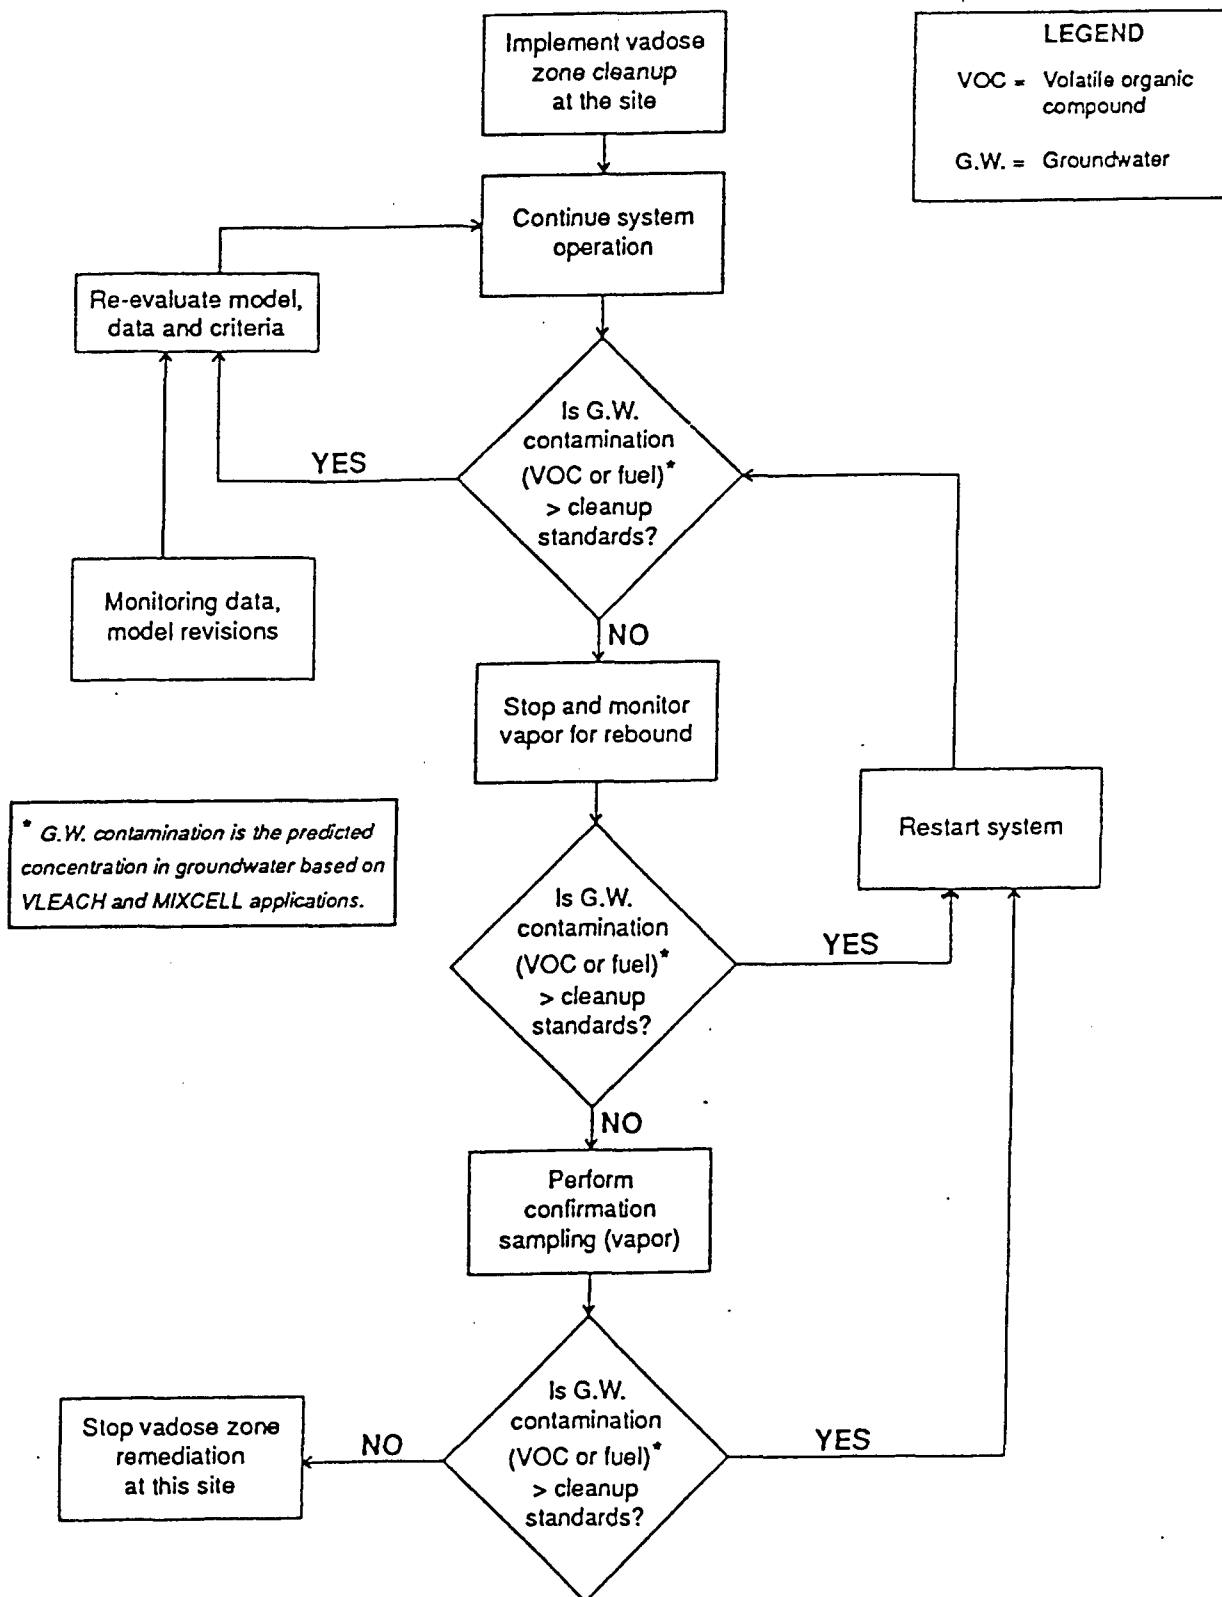 Implement vadose
zone cleanup
at the site
LEGEND
VOC = Volatile organic
compound
G.W. = Groundwater
Continue system
operation
Re-evaluate model,
data and criteria
Is G.W.
contamination
(VOC or fuel)*
> cleanup
standards?
YES
Monitoring data,
model revisions
NO
Stop and monitor
vapor for rebound
Restart system
* G.W. contamination is the predicted
concentration in groundwater based on
VLEACH and MIXCELL applications.
Is G.W.
contamination
(VOC or fuel)*
> cleanup
standards?
YES
NO
Perform
confirmation
sampling (vapor)
Is G.W.
contamination
(VOC or fuel)*
> cleanup
standards?
YES
NO
Stop vadose zone
remediation
at this site